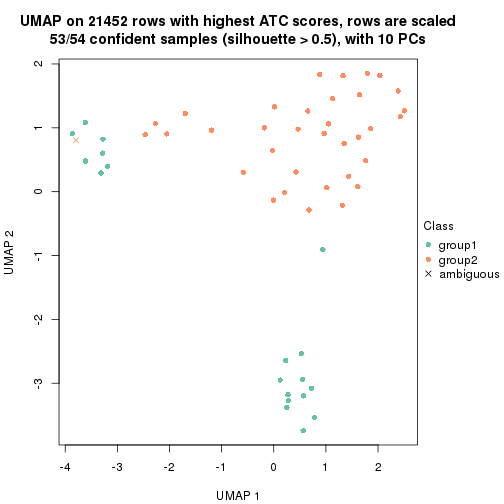 UMAP on 21452 rows with highest ATC scores, rows are scaled
53/54 confident samples (silhouette > 0.5), with 10 PCs
2
1
0
-1
-2
-3
UMAP 2
-4 -3 -2 -1 0 1 2
UMAP 1
Class
group1
group2
ambiguous